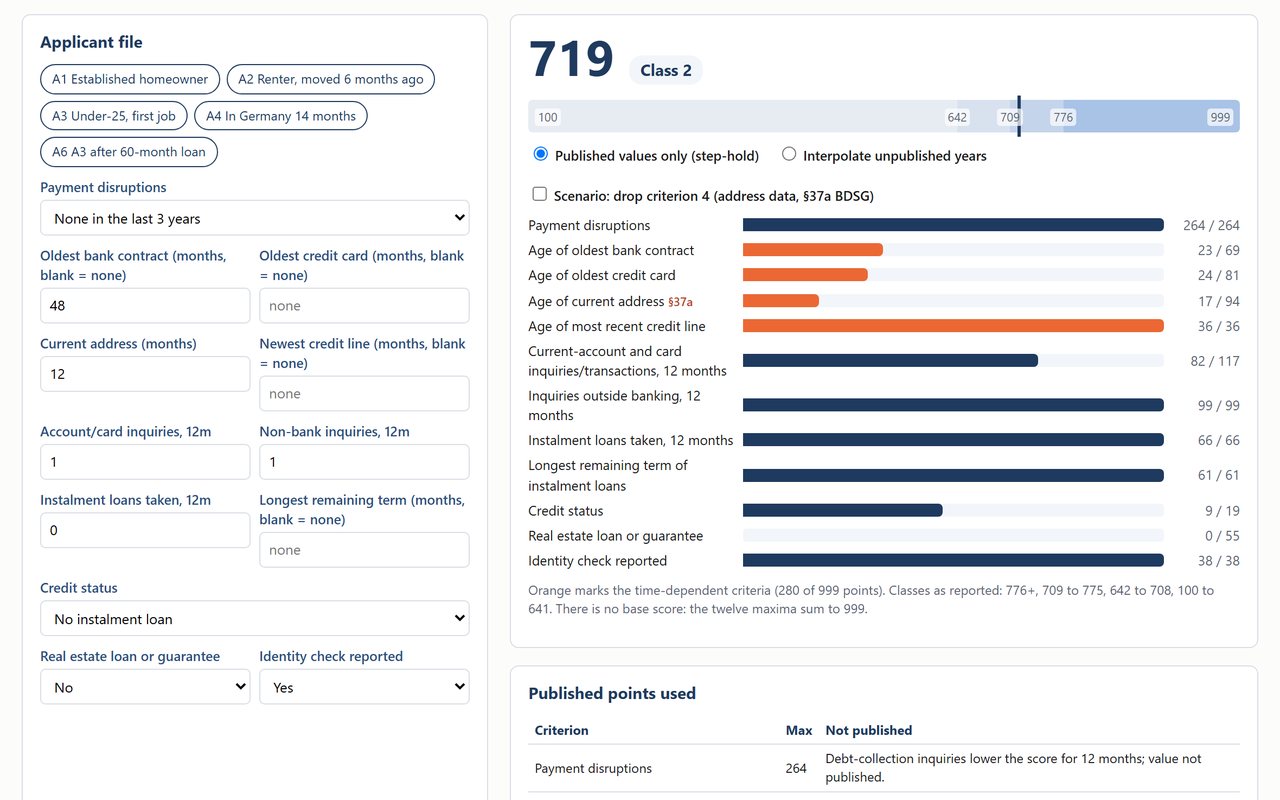 Applicant file
A1 Established homeowner
A2 Renter, moved 6 months ago
A3 Under-25, first job
A4 In Germany 14 months
A6 A3 after 60-month loan
Payment disruptions
None in the last 3 years
Oldest bank contract (months, blank = none)
48
Oldest credit card (months, blank = none)
none
Current address (months)
12
Newest credit line (months, blank = none)
none
Account/card inquiries, 12m
1
Non-bank inquiries, 12m
1
Instalment loans taken, 12m
0
Longest remaining term (months, blank = none)
none
Credit status
No instalment loan
Real estate loan or guarantee
No
Identity check reported
Yes
719
Class 2
100
642
709
776
999
Published values only (step-hold)
Interpolate unpublished years
Scenario: drop criterion 4 (address data, §37a BDSG)
Payment disruptions 264 / 264
Age of oldest bank contract 23 / 69
Age of oldest credit card 24 / 81
Age of current address §37a 17 / 94
Age of most recent credit line 36 / 36
Current-account and card inquiries/transactions, 12 months 82 / 117
Inquiries outside banking, 12 months 99 / 99
Instalment loans taken, 12 months 66 / 66
Longest remaining term of instalment loans 61 / 61
Credit status 9 / 19
Real estate loan or guarantee 0 / 55
Identity check reported 38 / 38
Orange marks the time-dependent criteria (280 of 999 points). Classes as reported: 776+, 709 to 775, 642 to 708, 100 to
641. There is no base score: the twelve maxima sum to 999.
Published points used
Criterion Max Not published
Payment disruptions 264 Debt-collection inquiries lower the score for 12 months; value not published.